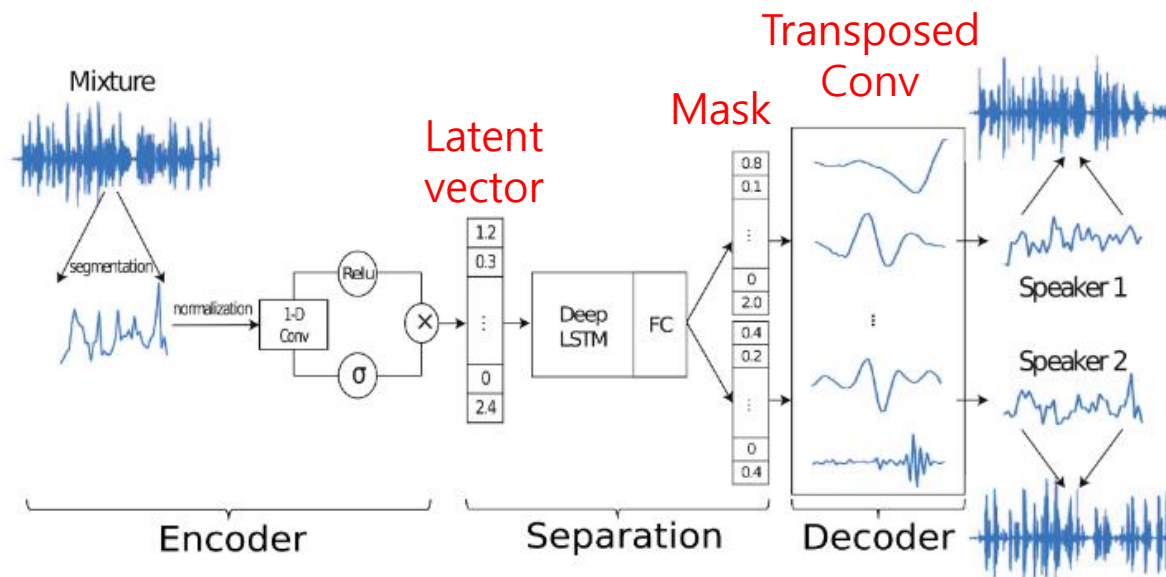 Mixture
segmentation
normalization
1-D
Conv
Relu
σ
×
Latent
vector
1.2
0.3
⋮
0
2.4
Deep
LSTM
FC
Mask
0.8
0.1
⋮
0
2.0
0.4
0.2
⋮
0
0.4
Transposed
Conv
⋮
Speaker 1
Speaker 2
Encoder
Separation
Decoder